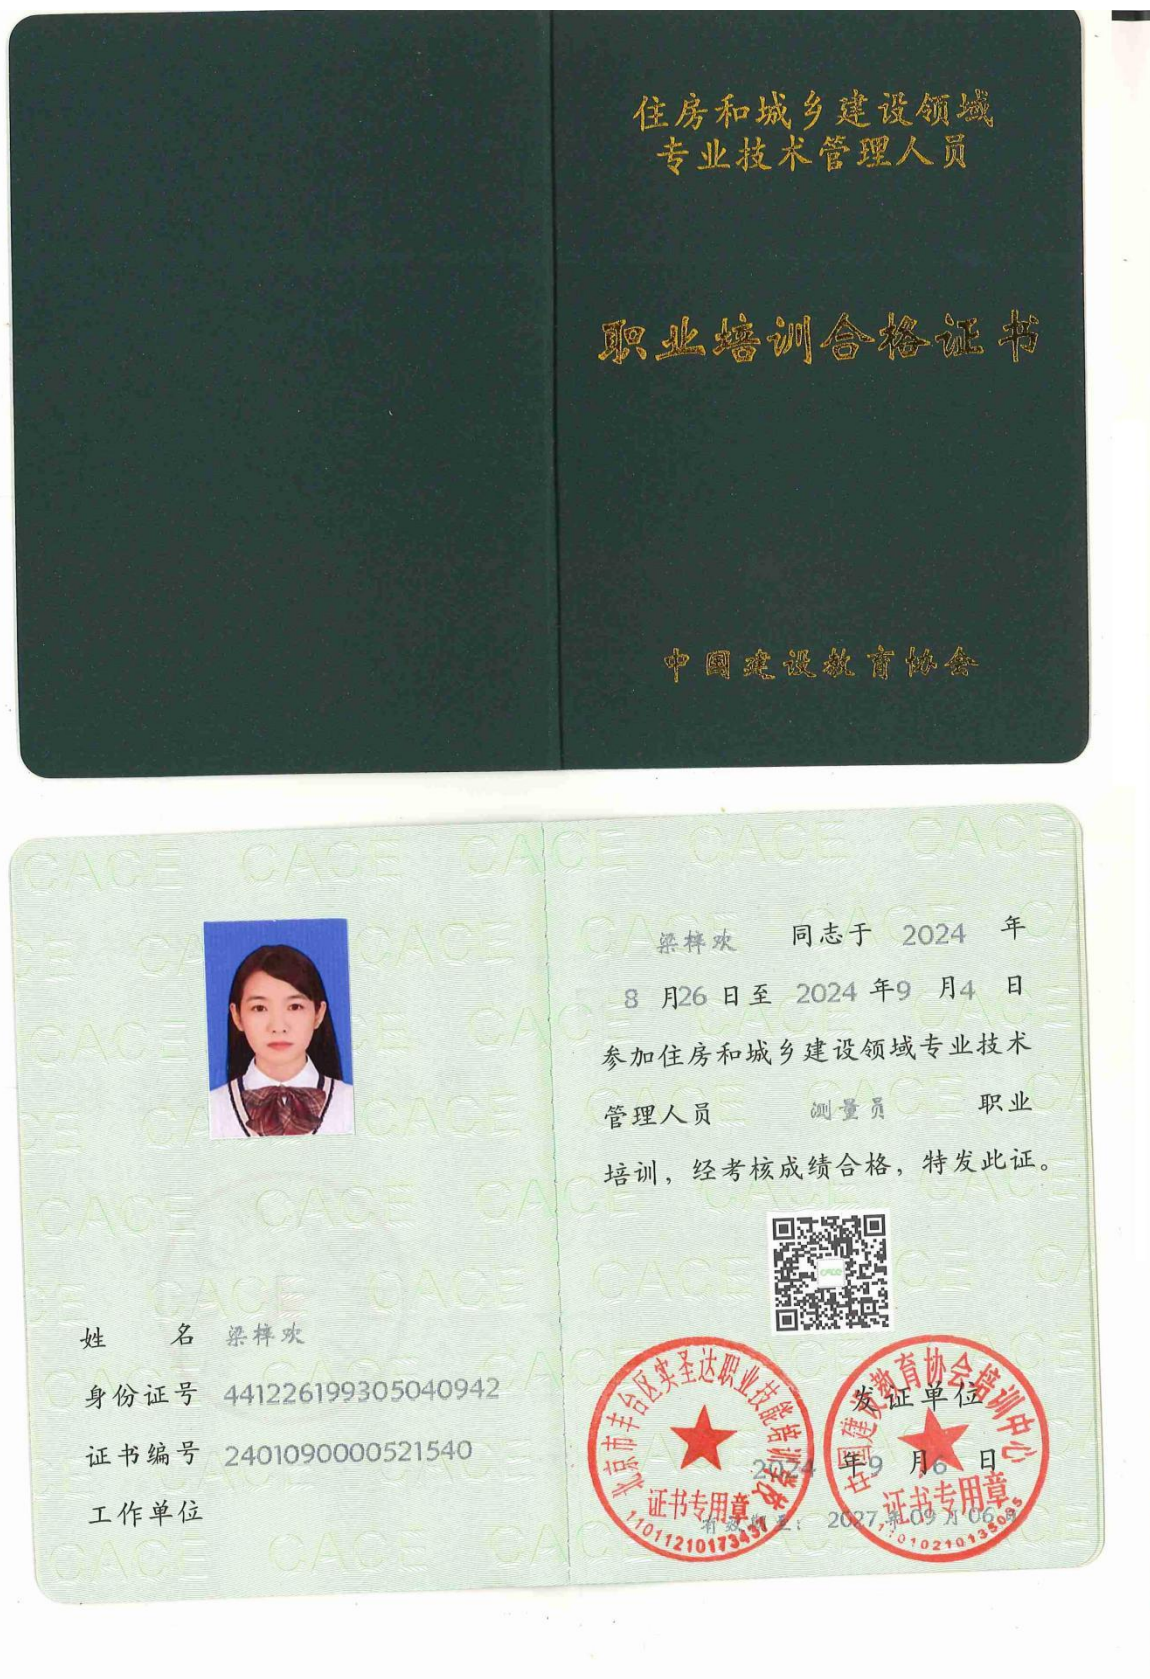 住房和城乡建设领域
专业技术管理人员
职业培训合格证书
中国建设教育协会
姓 名 梁梓欢
身份证号 441226199305040942
证书编号 2401090000521540
工作单位
梁梓欢 同志于 2024 年
8 月26 日至 2024 年9 月4 日
参加住房和城乡建设领域专业技术
管理人员 测量员 职业
培训，经考核成绩合格，特发此证。
北京市丰台区实圣达职业技能培训学校
证书专用章
11011210173437
中国建设教育协会培训中心
证书专用章
发证单位
2024 年9 月6 日
有效期至： 2027年09月06日
CACE